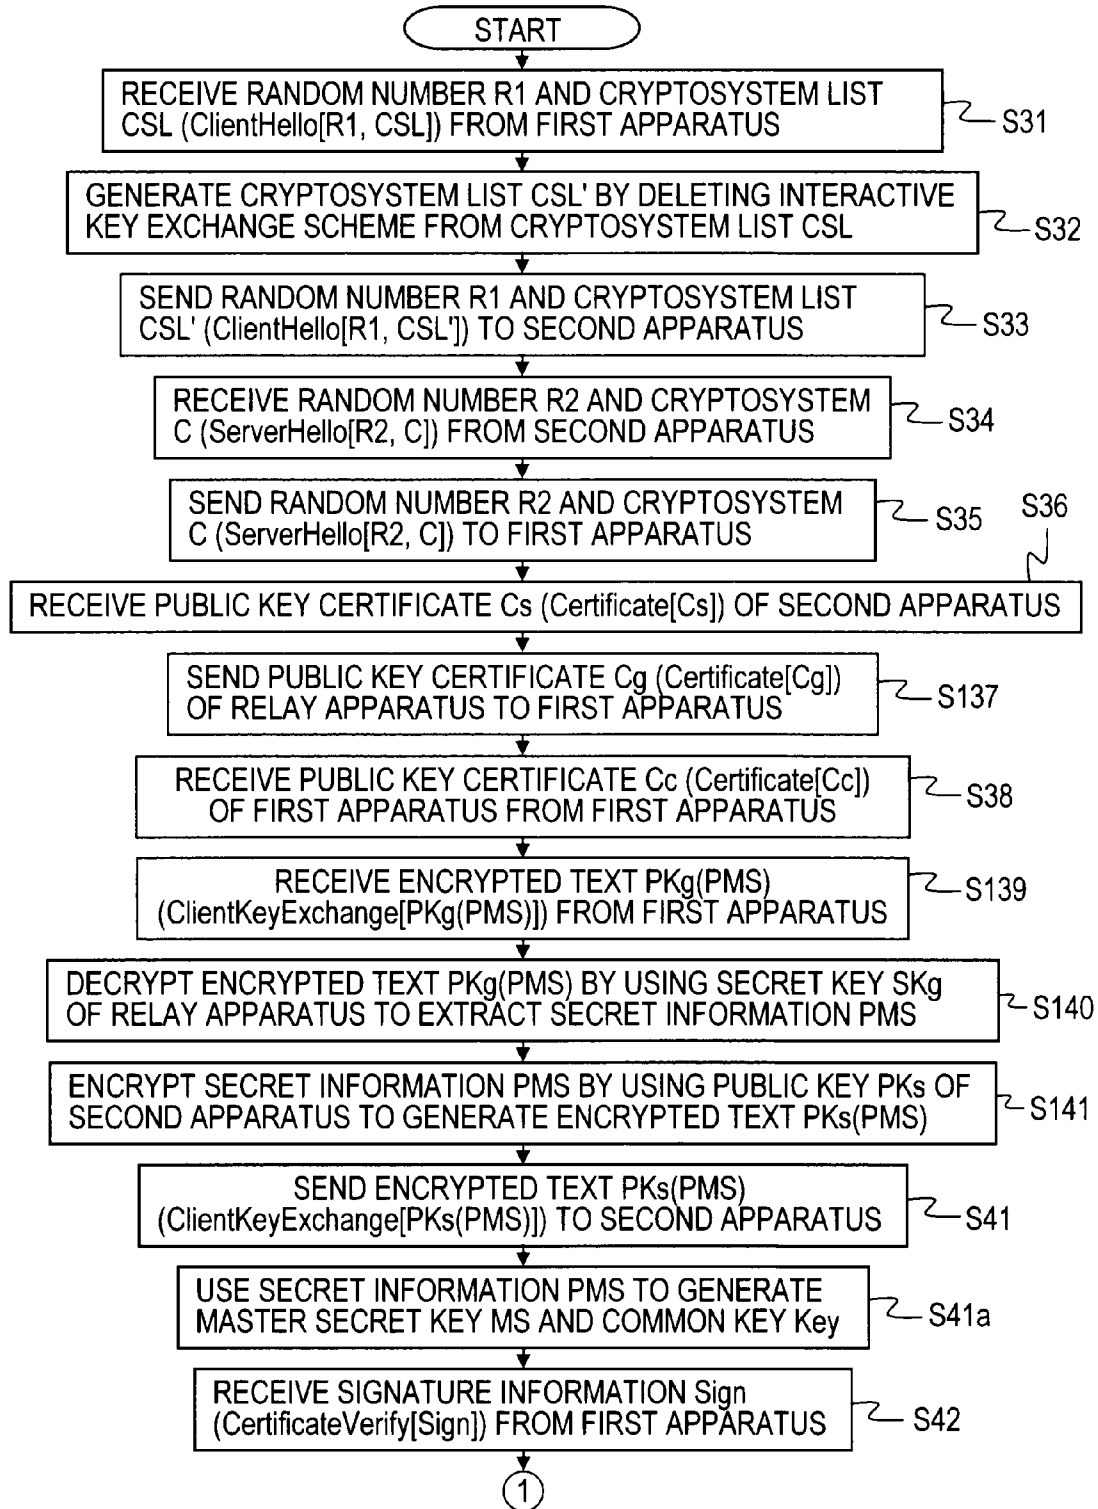 START
RECEIVE RANDOM NUMBER R1 AND CRYPTOSYSTEM LIST
CSL (ClientHello[R1, CSL]) FROM FIRST APPARATUS
S31
GENERATE CRYPTOSYSTEM LIST CSL' BY DELETING INTERACTIVE
KEY EXCHANGE SCHEME FROM CRYPTOSYSTEM LIST CSL
S32
SEND RANDOM NUMBER R1 AND CRYPTOSYSTEM LIST
CSL' (ClientHello[R1, CSL']) TO SECOND APPARATUS
S33
RECEIVE RANDOM NUMBER R2 AND CRYPTOSYSTEM
C (ServerHello[R2, C]) FROM SECOND APPARATUS
S34
SEND RANDOM NUMBER R2 AND CRYPTOSYSTEM
C (ServerHello[R2, C]) TO FIRST APPARATUS
S35
S36
RECEIVE PUBLIC KEY CERTIFICATE Cs (Certificate[Cs]) OF SECOND APPARATUS
SEND PUBLIC KEY CERTIFICATE Cg (Certificate[Cg])
OF RELAY APPARATUS TO FIRST APPARATUS
S137
RECEIVE PUBLIC KEY CERTIFICATE Cc (Certificate[Cc])
OF FIRST APPARATUS FROM FIRST APPARATUS
S38
RECEIVE ENCRYPTED TEXT PKg(PMS)
(ClientKeyExchange[PKg(PMS)]) FROM FIRST APPARATUS
S139
DECRYPT ENCRYPTED TEXT PKg(PMS) BY USING SECRET KEY SKg
OF RELAY APPARATUS TO EXTRACT SECRET INFORMATION PMS
S140
ENCRYPT SECRET INFORMATION PMS BY USING PUBLIC KEY PKs OF
SECOND APPARATUS TO GENERATE ENCRYPTED TEXT PKs(PMS)
S141
SEND ENCRYPTED TEXT PKs(PMS)
(ClientKeyExchange[PKs(PMS)]) TO SECOND APPARATUS
S41
USE SECRET INFORMATION PMS TO GENERATE
MASTER SECRET KEY MS AND COMMON KEY Key
S41a
RECEIVE SIGNATURE INFORMATION Sign
(CertificateVerify[Sign]) FROM FIRST APPARATUS
S42
1